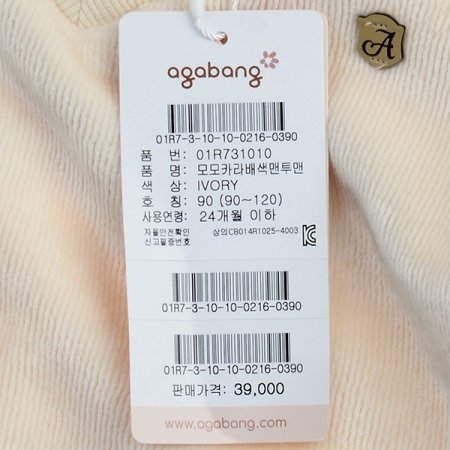 agabang
01R7-3-10-10-0216-0390
품 번: 01R731010
품 명: 모모카라배색맨투맨
색 상: IVORY
호 칭: 90 (90~120)
사용연령: 24개월 이하
자율안전확인
신고필증번호 상의CB014R1025-4003
01R7-3-10-10-0216-0390
01R7-3-10-10-0216-0390
판매가격: 39,000
www.agabang.com
A